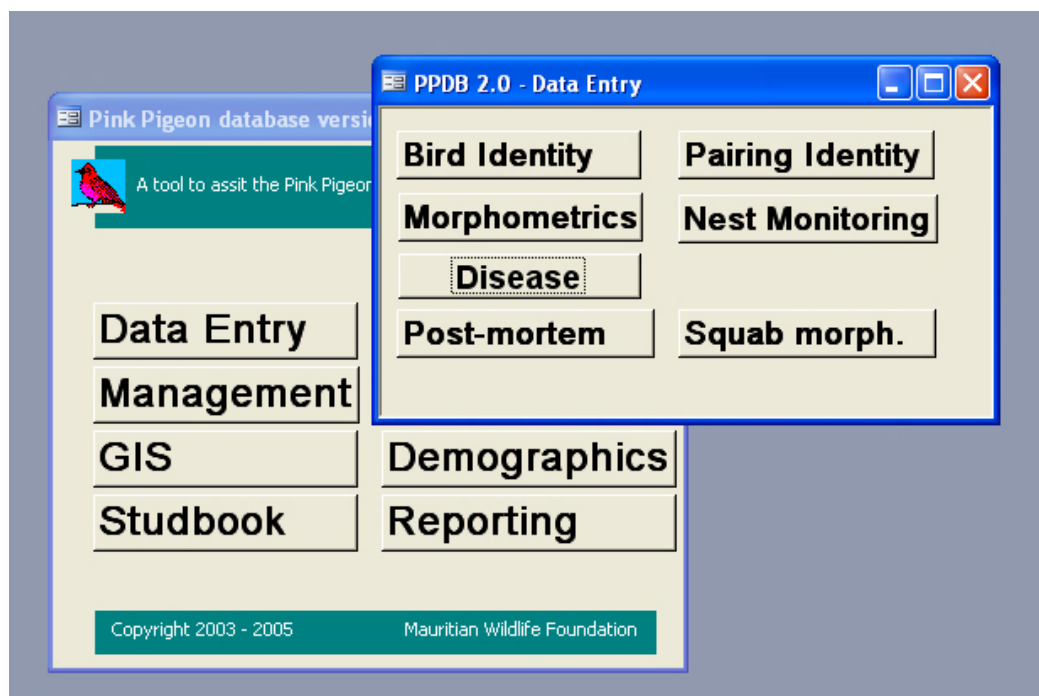 PPDB 2.0 - Data Entry
Bird Identity
Pairing Identity
Morphometrics
Nest Monitoring
Disease
Post-mortem
Squab morph.
Pink Pigeon database
A tool to assit the Pink
Data Entry
Management
GIS
Demographics
Studbook
Reporting
Copyright 2003 - 2005
Mauritian Wildlife Foundation